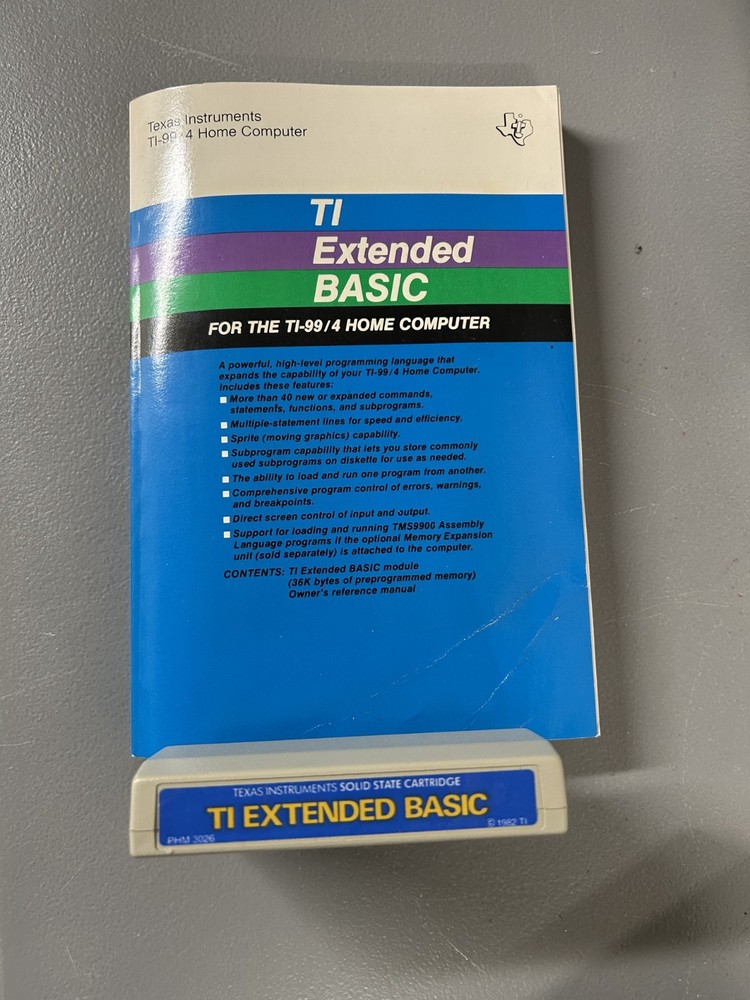 Texas Instruments
TI-99/4 Home Computer
TI
Extended
BASIC
FOR THE TI-99/4 HOME COMPUTER
A powerful, high-level programming language that
expands the capability of your TI-99/4 Home Computer.
Includes these features:
More than 40 new or expanded commands,
statements, functions, and subprograms.
Multiple-statement lines for speed and efficiency.
Sprite (moving graphics) capability.
Subprogram capability that lets you store commonly
used subprograms on diskette for use as needed.
The ability to load and run one program from another.
Comprehensive program control of errors, warnings,
and breakpoints.
Direct screen control of input and output.
Support for loading and running TMS9900 Assembly
Language programs if the optional Memory Expansion
unit (sold separately) is attached to the computer.
CONTENTS: TI Extended BASIC module
(36K bytes of preprogrammed memory)
Owner's reference manual
TEXAS INSTRUMENTS SOLID STATE CARTRIDGE
TI EXTENDED BASIC
PHM 3026
© 1982 TI